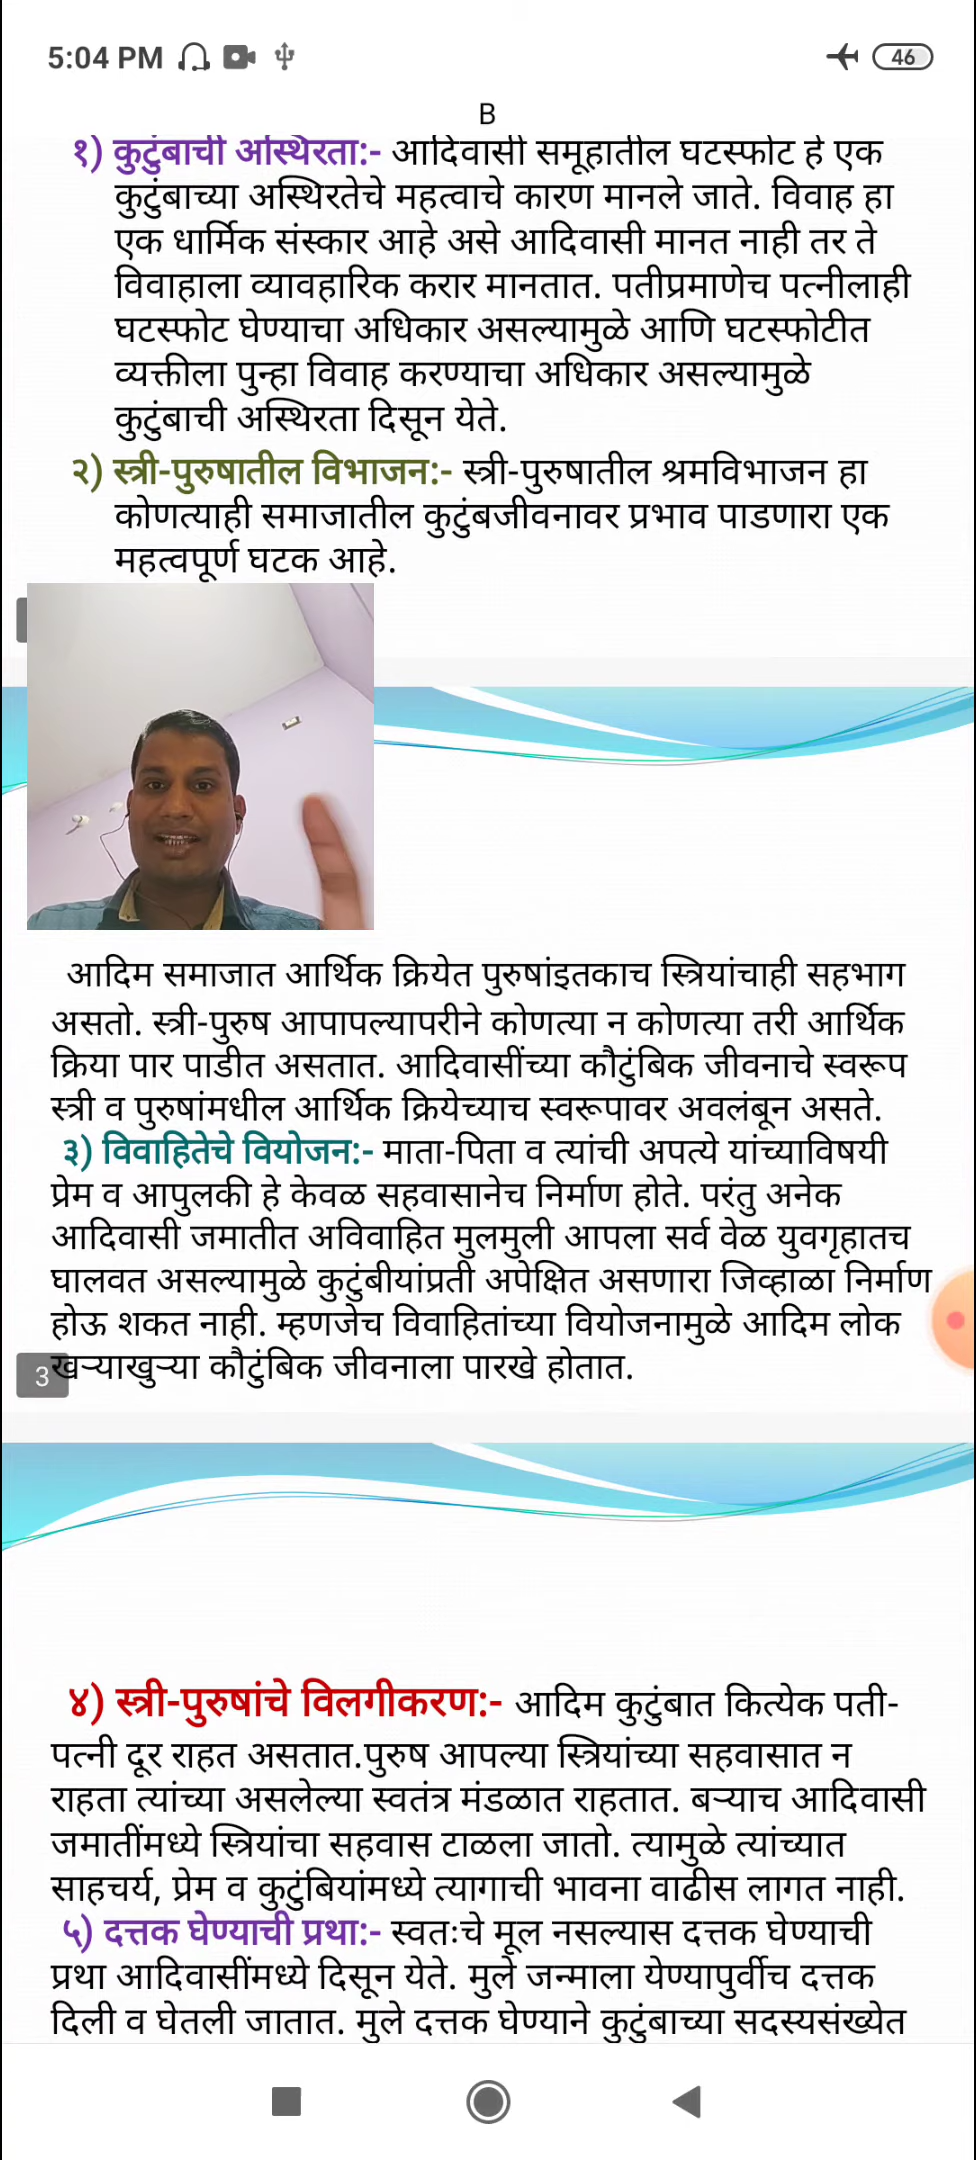 5:04 PM
46
B
१) कुटुंबाची अस्थिरता:- आदिवासी समूहातील घटस्फोट हे एक
कुटुंबाच्या अस्थिरतेचे महत्वाचे कारण मानले जाते. विवाह हा
एक धार्मिक संस्कार आहे असे आदिवासी मानत नाही तर ते
विवाहाला व्यावहारिक करार मानतात. पतीप्रमाणेच पत्नीलाही
घटस्फोट घेण्याचा अधिकार असल्यामुळे आणि घटस्फोटीत
व्यक्तीला पुन्हा विवाह करण्याचा अधिकार असल्यामुळे
कुटुंबाची अस्थिरता दिसून येते.
२) स्त्री-पुरुषातील विभाजन:- स्त्री-पुरुषातील श्रमविभाजन हा
कोणत्याही समाजातील कुटुंबजीवनावर प्रभाव पाडणारा एक
महत्वपूर्ण घटक आहे.
आदिम समाजात आर्थिक क्रियेत पुरुषांइतकाच स्त्रियांचाही सहभाग
असतो. स्त्री-पुरुष आपापल्यापरीने कोणत्या न कोणत्या तरी आर्थिक
क्रिया पार पाडीत असतात. आदिवासींच्या कौटुंबिक जीवनाचे स्वरूप
स्त्री व पुरुषांमधील आर्थिक क्रियेच्याच स्वरूपावर अवलंबून असते.
३) विवाहितेचे वियोजन:- माता-पिता व त्यांची अपत्ये यांच्याविषयी
प्रेम व आपुलकी हे केवळ सहवासानेच निर्माण होते. परंतु अनेक
आदिवासी जमातीत अविवाहित मुलमुली आपला सर्व वेळ युवगृहातच
घालवत असल्यामुळे कुटुंबीयांप्रती अपेक्षित असणारा जिव्हाळा निर्माण
होऊ शकत नाही. म्हणजेच विवाहितांच्या वियोजनामुळे आदिम लोक
खऱ्याखुऱ्या कौटुंबिक जीवनाला पारखे होतात.
3
४) स्त्री-पुरुषांचे विलगीकरण:- आदिम कुटुंबात कित्येक पती-
पत्नी दूर राहत असतात.पुरुष आपल्या स्त्रियांच्या सहवासात न
राहता त्यांच्या असलेल्या स्वतंत्र मंडळात राहतात. बऱ्याच आदिवासी
जमातींमध्ये स्त्रियांचा सहवास टाळला जातो. त्यामुळे त्यांच्यात
साहचर्य, प्रेम व कुटुंबियांमध्ये त्यागाची भावना वाढीस लागत नाही.
५) दत्तक घेण्याची प्रथा:- स्वतःचे मूल नसल्यास दत्तक घेण्याची
प्रथा आदिवासींमध्ये दिसून येते. मुले जन्माला येण्यापुर्वीच दत्तक
दिली व घेतली जातात. मुले दत्तक घेण्याने कुटुंबाच्या सदस्यसंख्येत